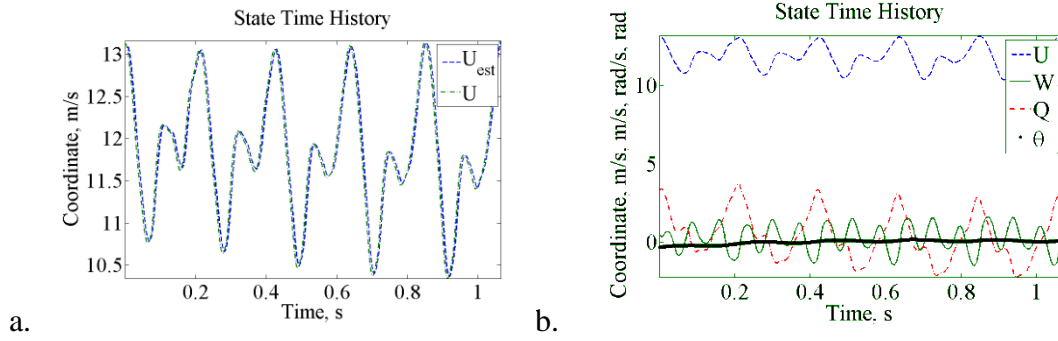 State Time History
13
12.5
12
11.5
11
10.5
Coordinate, m/s
U_est
U
0.2 0.4 0.6 0.8 1
Time, s
a.
State Time History
10
5
0
Coordinate, m/s, m/s, rad/s, rad
U
W
Q
θ
0.2 0.4 0.6 0.8 1
Time, s
b.